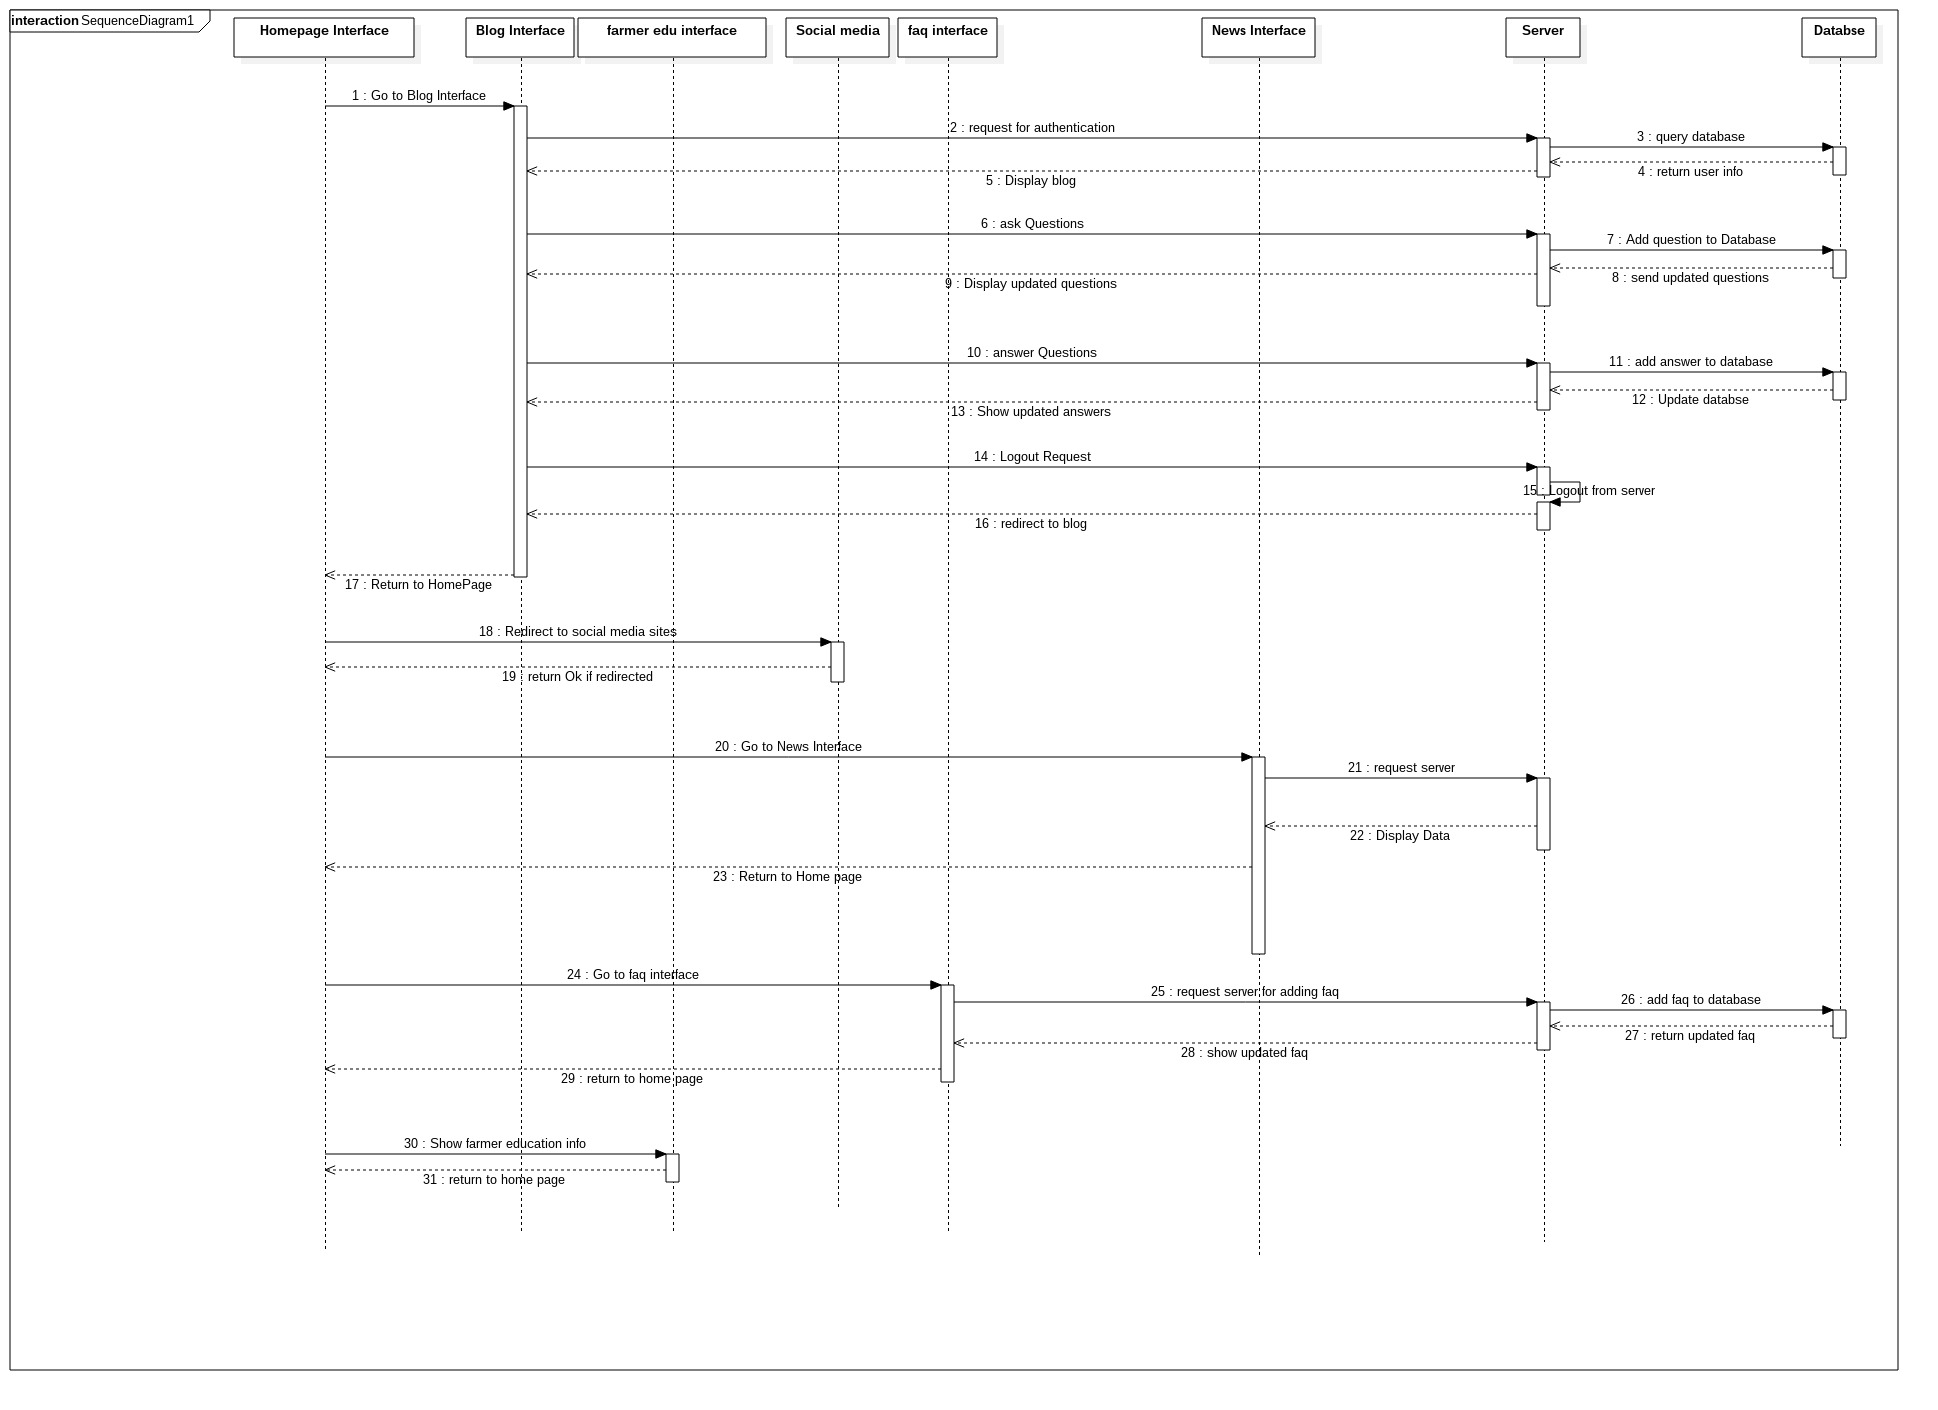 interaction SequenceDiagram1
Homepage Interface
Blog Interface
farmer edu interface
Social media
faq interface
News Interface
Server
Databse
1 : Go to Blog Interface
2 : request for authentication
3 : query database
4 : return user info
5 : Display blog
6 : ask Questions
7 : Add question to Database
8 : send updated questions
9 : Display updated questions
10 : answer Questions
11 : add answer to database
12 : Update databse
13 : Show updated answers
14 : Logout Request
15 : Logout from server
16 : redirect to blog
17 : Return to HomePage
18 : Redirect to social media sites
19 : return Ok if redirected
20 : Go to News Interface
21 : request server
22 : Display Data
23 : Return to Home page
24 : Go to faq interface
25 : request server for adding faq
26 : add faq to database
27 : return updated faq
28 : show updated faq
29 : return to home page
30 : Show farmer education info
31 : return to home page